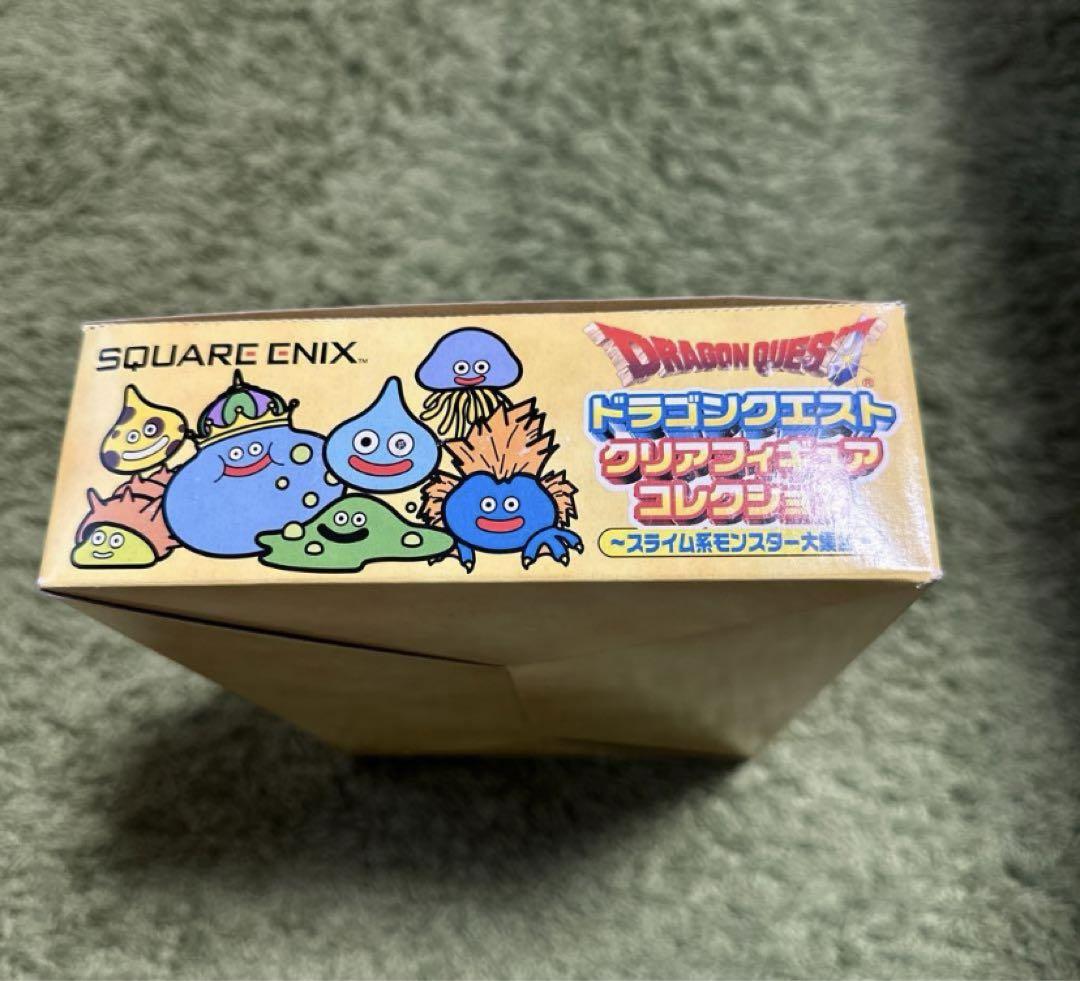 SQUARE ENIX™
DRAGON QUEST®
ドラゴンクエスト
クリアフィギュア
コレクション
~スライム系モンスター大集合~